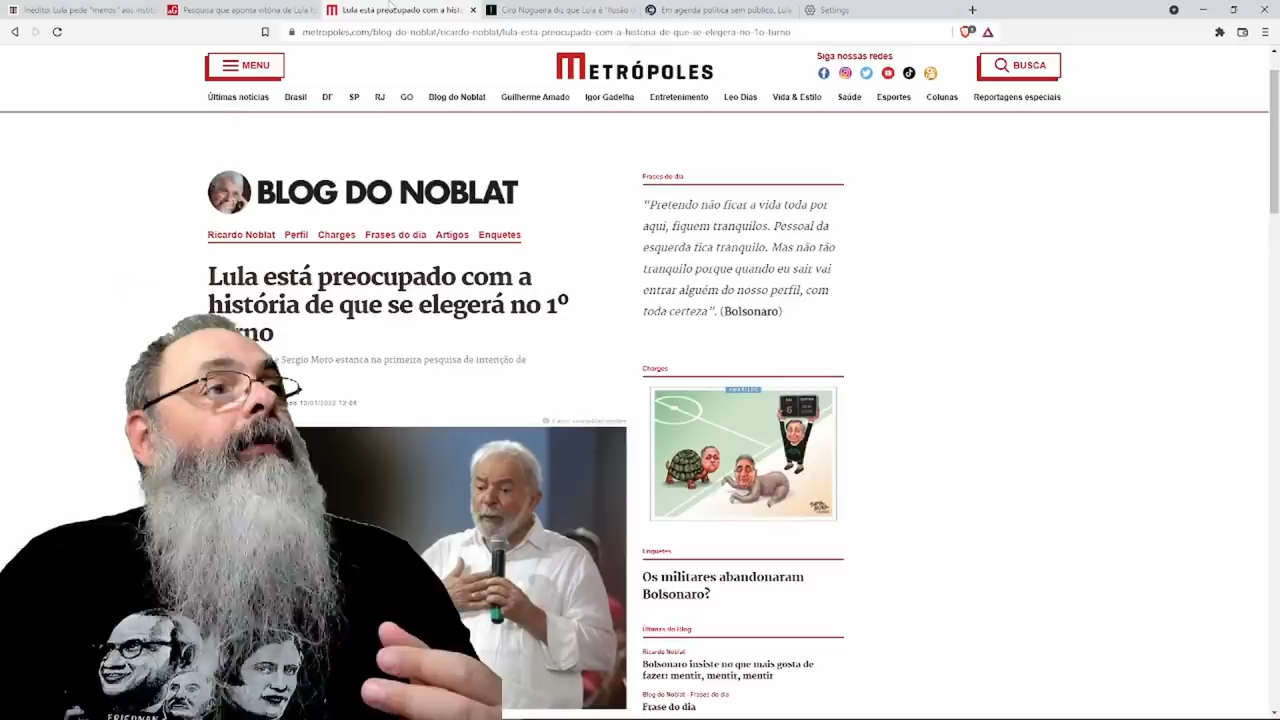 Inédito: Lula pede "menos" aos instit
Pesquisa que aponta vitória de Lula
Lula está preocupado com a histó
Ciro Nogueira diz que Lula é "ilusão
Em agenda política sem público, Lula
Settings
metropoles.com/blog-do-noblat/ricardo-noblat/lula-esta-preocupado-com-a-historia-de-que-se-elegera-no-1o-turno
MENU
METRÓPOLES
Siga nossas redes
BUSCA
Últimas notícias Brasil DF SP RJ GO Blog do Noblat Guilherme Amado Igor Gadelha Entretenimento Leo Dias Vida & Estilo Saúde Esportes Colunas Reportagens especiais
BLOG DO NOBLAT
Ricardo Noblat Perfil Charges Frases do dia Artigos Enquetes
Lula está preocupado com a
história de que se elegerá no 1º
rno
e Sergio Moro estanca na primeira pesquisa de intenção de
13/01/2022 12:08
Frases do dia
“Pretendo não ficar a vida toda por
aqui, fiquem tranquilos. Pessoal da
esquerda fica tranquilo. Mas não tão
tranquilo porque quando eu sair vai
entrar alguém do nosso perfil, com
toda certeza”. (Bolsonaro)
Charges
Enquetes
Os militares abandonaram
Bolsonaro?
Últimas do Blog
Ricardo Noblat
Bolsonaro insiste no que mais gosta de
fazer: mentir, mentir, mentir
Blog do Noblat - Frases do dia
Frase do dia
FRIEDMAN